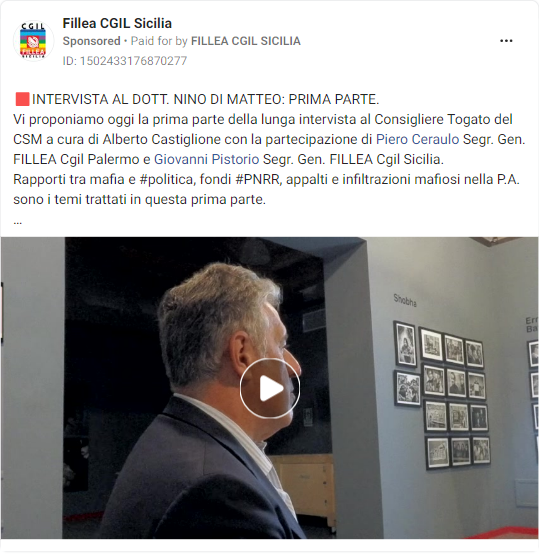 CGIL
FILLEA
SICILIA
Fillea CGIL Sicilia
Sponsored • Paid for by FILLEA CGIL SICILIA
ID: 1502433176870277
INTERVISTA AL DOTT. NINO DI MATTEO: PRIMA PARTE.
Vi proponiamo oggi la prima parte della lunga intervista al Consigliere Togato del
CSM a cura di Alberto Castiglione con la partecipazione di Piero Ceraulo Segr. Gen.
FILLEA Cgil Palermo e Giovanni Pistorio Segr. Gen. FILLEA Cgil Sicilia.
Rapporti tra mafia e #politica, fondi #PNRR, appalti e infiltrazioni mafiosi nella P.A.
sono i temi trattati in questa prima parte.
...
Shobha